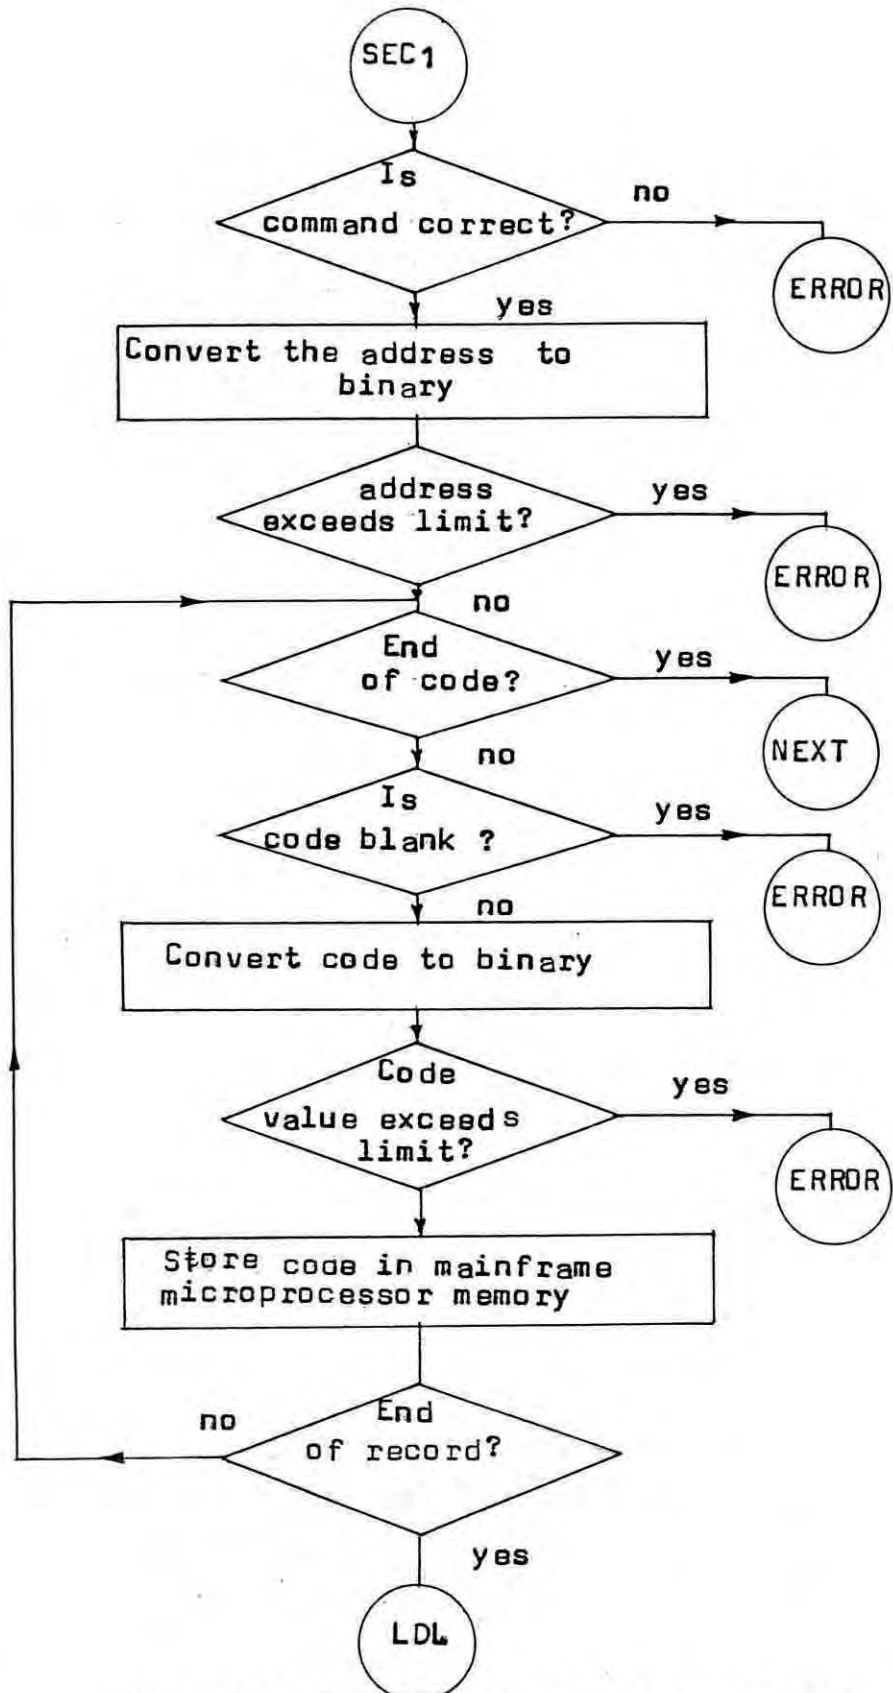 SEC1
Is
command correct?
no
ERROR
yes
Convert the address to
binary
address
exceeds limit?
yes
ERROR
no
End
of code?
yes
NEXT
no
Is
code blank ?
yes
ERROR
no
Convert code to binary
Code
value exceeds
limit?
yes
ERROR
Store code in mainframe
microprocessor memory
End
of record?
no
yes
LDL